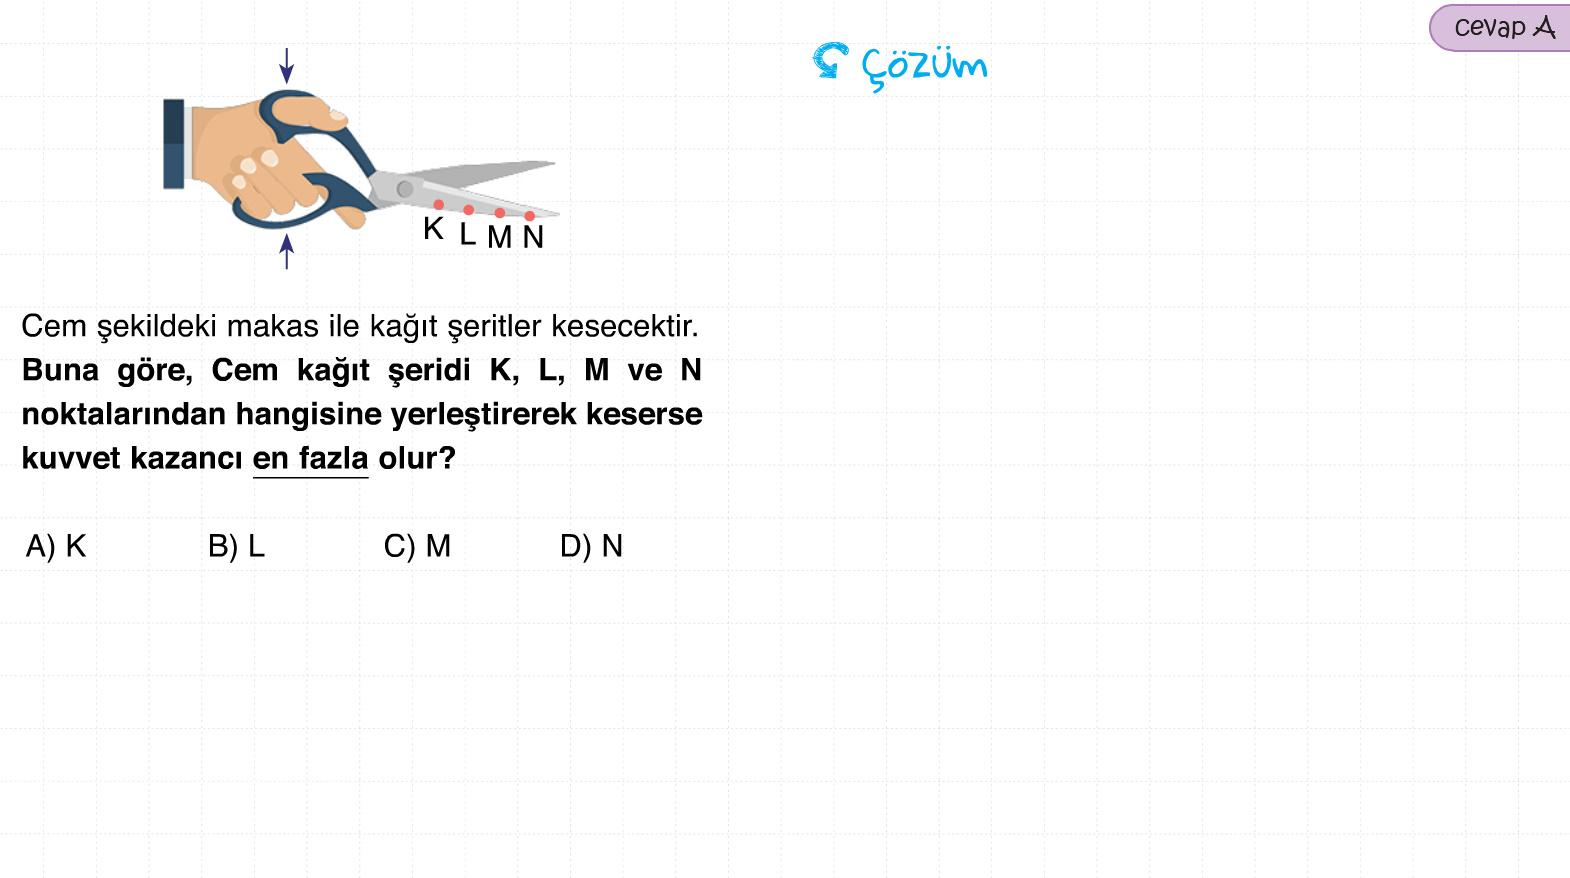 Cevap A
Çözüm
K L M N
Cem şekildeki makas ile kağıt şeritler kesecektir.
Buna göre, Cem kağıt şeridi K, L, M ve N
noktalarından hangisine yerleştirerek keserse
kuvvet kazancı en fazla olur?
A) K B) L C) M D) N